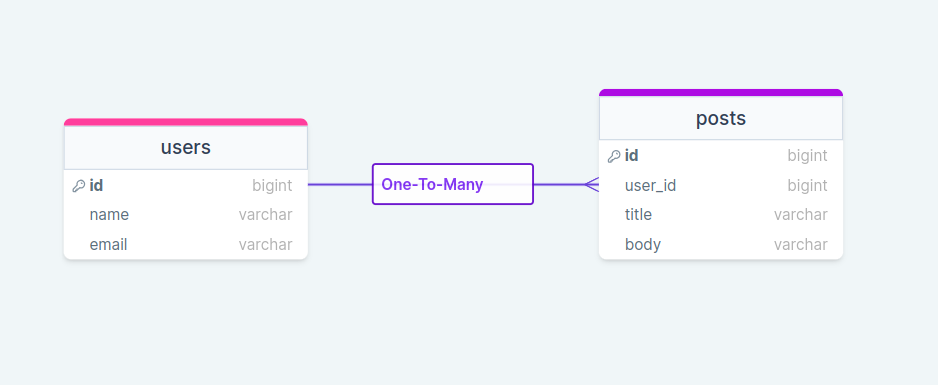 users
id bigint
name varchar
email varchar
One-To-Many
posts
id bigint
user_id bigint
title varchar
body varchar